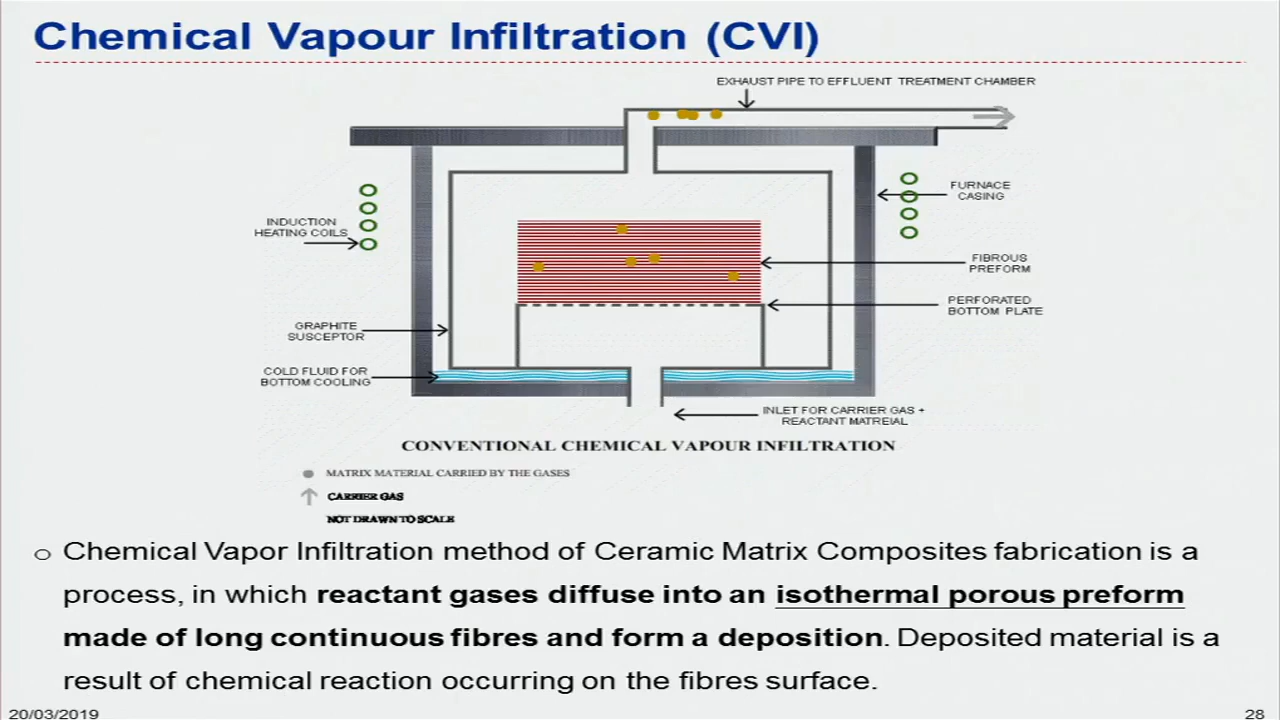 Chemical Vapour Infiltration (CVI)
EXHAUST PIPE TO EFFLUENT TREATMENT CHAMBER
INDUCTION
HEATING COILS
FURNACE
CASING
FIBROUS
PREFORM
PERFORATED
BOTTOM PLATE
GRAPHITE
SUSCEPTOR
COLD FLUID FOR
BOTTOM COOLING
INLET FOR CARRIER GAS +
REACTANT MATREIAL
CONVENTIONAL CHEMICAL VAPOUR INFILTRATION
MATRIX MATERIAL CARRIED BY THE GASES
CARRIER GAS
NOT DRAWN TO SCALE
o Chemical Vapor Infiltration method of Ceramic Matrix Composites fabrication is a
process, in which reactant gases diffuse into an isothermal porous preform
made of long continuous fibres and form a deposition. Deposited material is a
result of chemical reaction occurring on the fibres surface.
20/03/2019
28